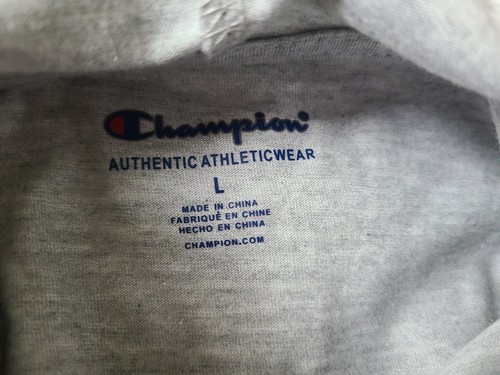 Champion
AUTHENTIC ATHLETICWEAR
L
MADE IN CHINA
FABRIQUÉ EN CHINE
HECHO EN CHINA
CHAMPION.COM